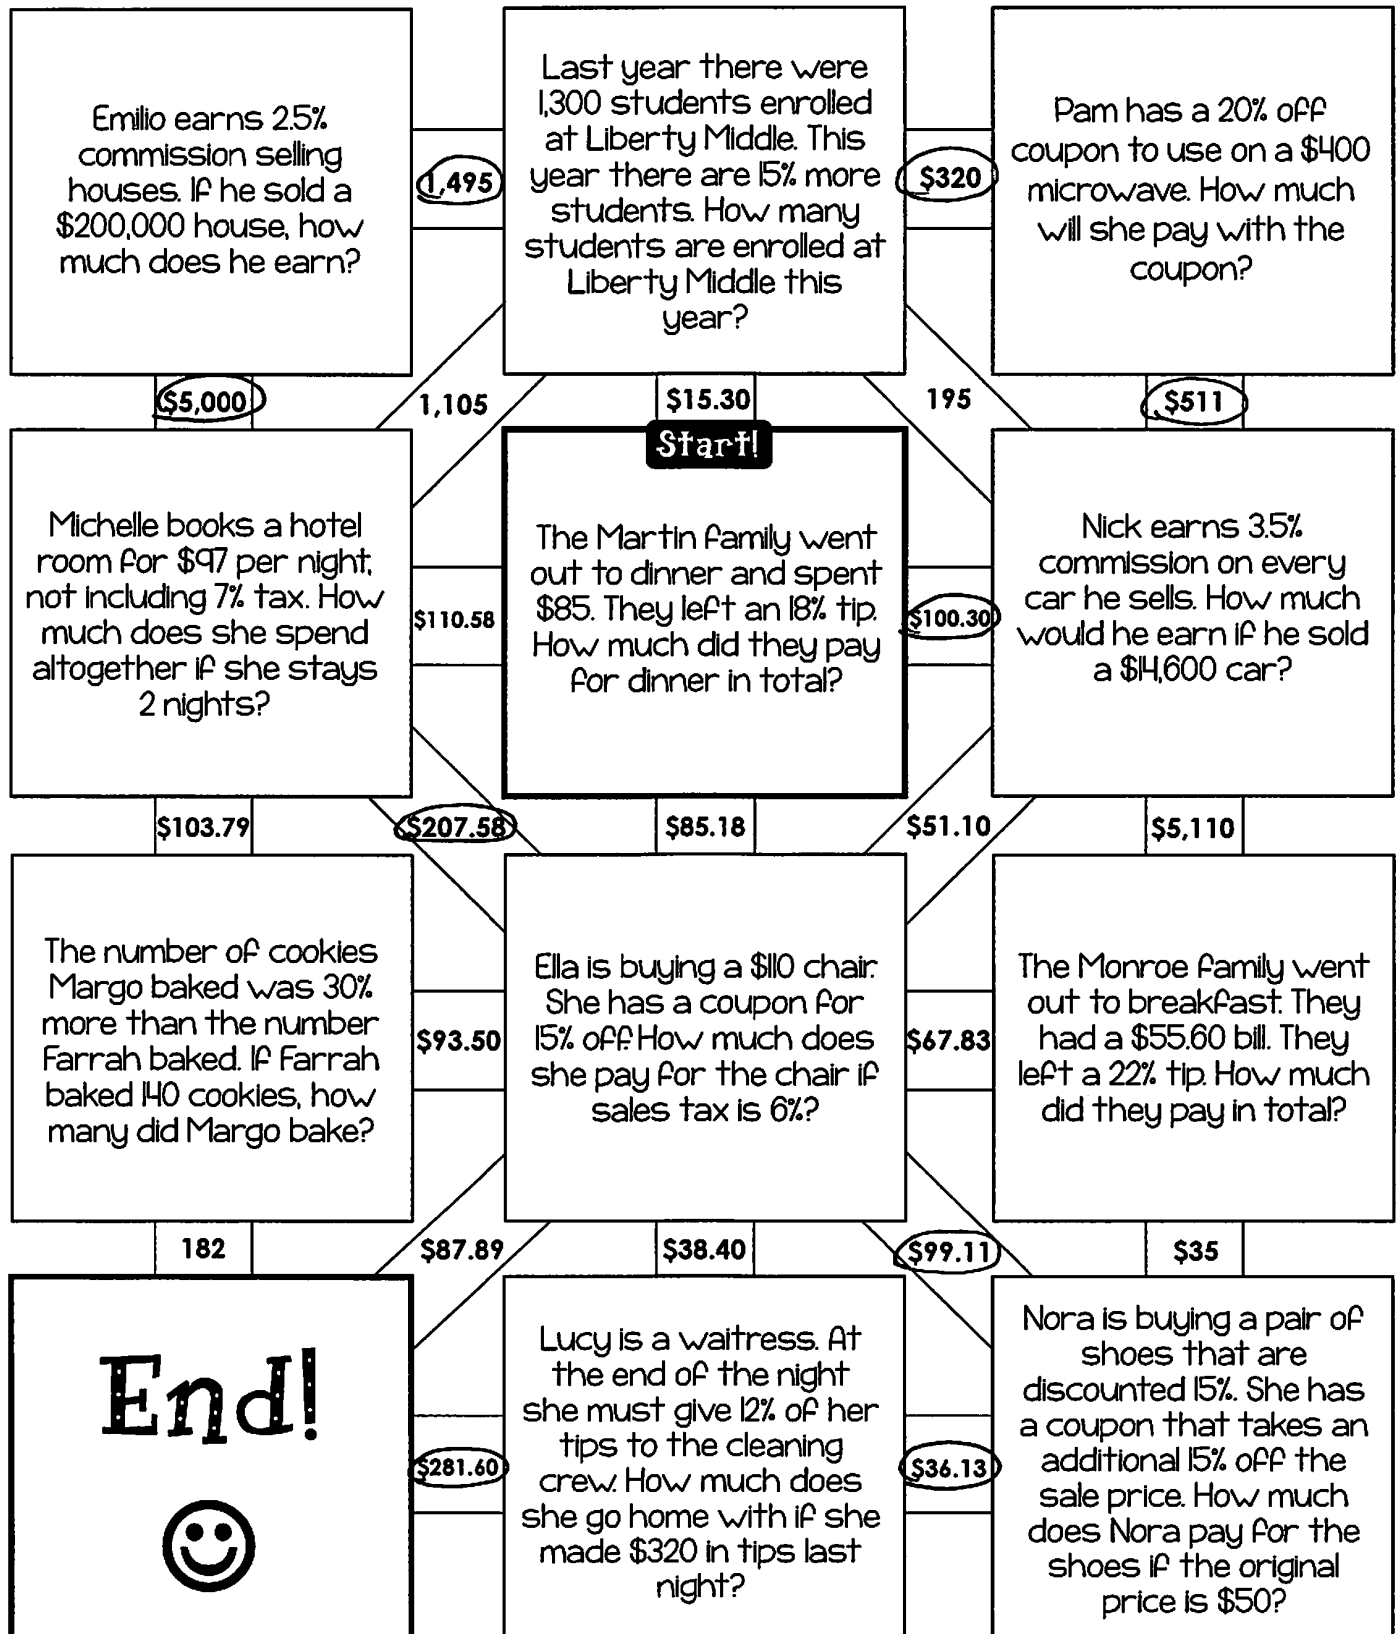 Emilio earns 2.5%
commission selling
houses. If he sold a
$200,000 house, how
much does he earn?
1,495
Last year there were
1,300 students enrolled
at Liberty Middle. This
year there are 15% more
students. How many
students are enrolled at
Liberty Middle this
year?
$320
Pam has a 20% off
coupon to use on a $400
microwave. How much
will she pay with the
coupon?
$5,000
1,105
$15.30
195
$511
Michelle books a hotel
room for $97 per night,
not including 7% tax. How
much does she spend
altogether if she stays
2 nights?
$110.58
Start!
The Martin family went
out to dinner and spent
$85. They left an 18% tip.
How much did they pay
for dinner in total?
$100.30
Nick earns 3.5%
commission on every
car he sells. How much
would he earn if he sold
a $14,600 car?
$103.79
$207.58
$85.18
$51.10
$5,110
The number of cookies
Margo baked was 30%
more than the number
Farrah baked. If Farrah
baked 140 cookies, how
many did Margo bake?
$93.50
Ella is buying a $110 chair.
She has a coupon for
15% off. How much does
she pay for the chair if
sales tax is 6%?
$67.83
The Monroe family went
out to breakfast. They
had a $55.60 bill. They
left a 22% tip. How much
did they pay in total?
182
$87.89
$38.40
$99.11
$35
End!
$281.60
Lucy is a waitress. At
the end of the night
she must give 12% of her
tips to the cleaning
crew. How much does
she go home with if she
made $320 in tips last
night?
$36.13
Nora is buying a pair of
shoes that are
discounted 15%. She has
a coupon that takes an
additional 15% off the
sale price. How much
does Nora pay for the
shoes if the original
price is $50?